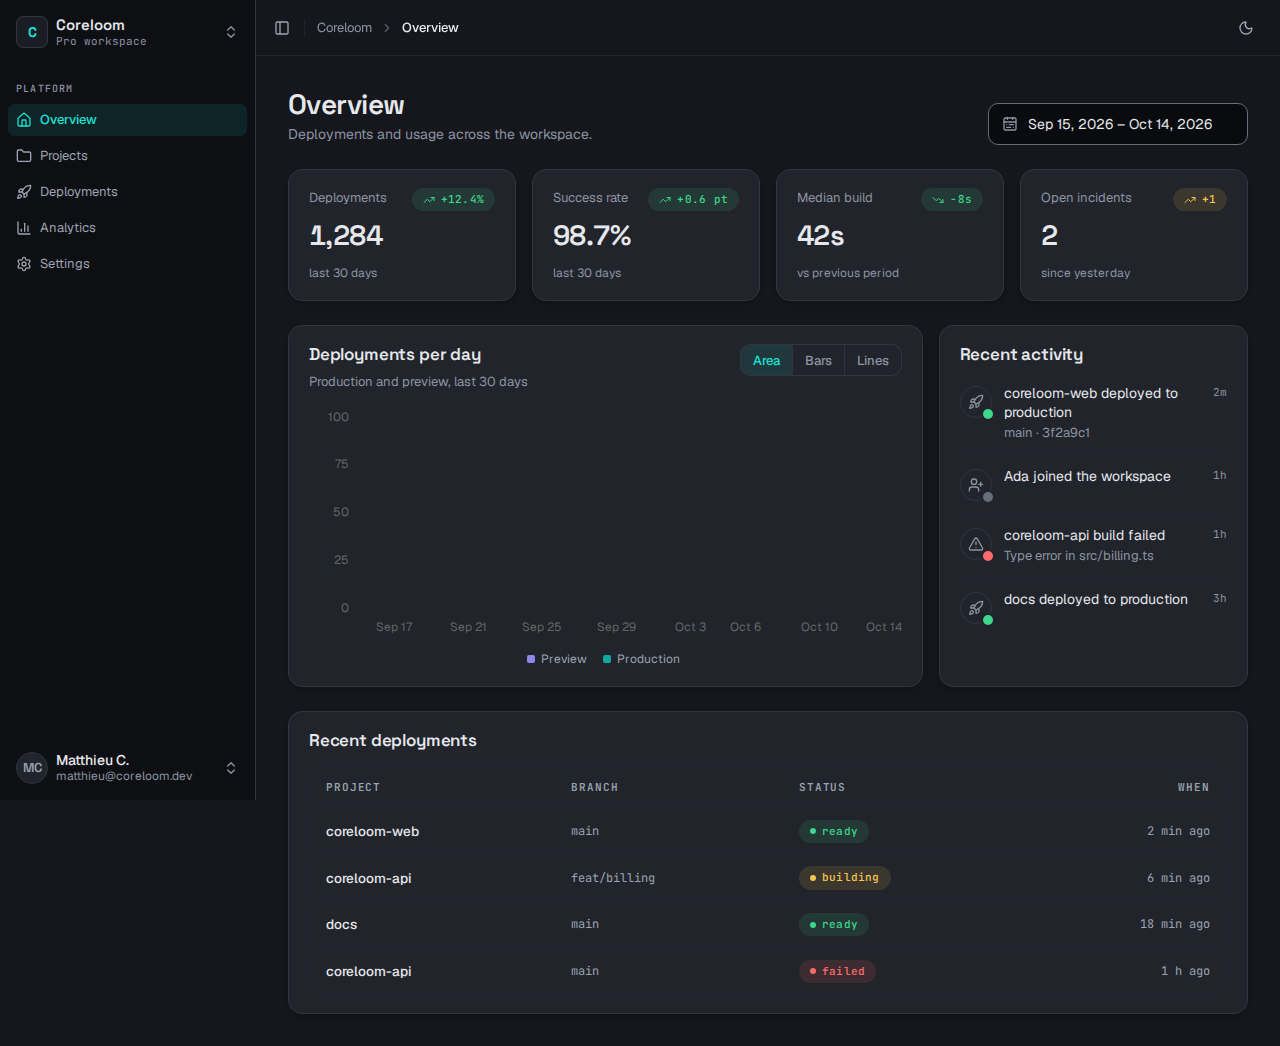 C
Coreloom
Pro workspace
PLATFORM
Overview
Projects
Deployments
Analytics
Settings
MC
Matthieu C.
matthieu@coreloom.dev
Coreloom
Overview
Overview
Deployments and usage across the workspace.
Sep 15, 2026 – Oct 14, 2026
Deployments
+12.4%
1,284
last 30 days
Success rate
+0.6 pt
98.7%
last 30 days
Median build
-8s
42s
vs previous period
Open incidents
+1
2
since yesterday
Deployments per day
Production and preview, last 30 days
Area
Bars
Lines
100
75
50
25
0
Sep 17
Sep 21
Sep 25
Sep 29
Oct 3
Oct 6
Oct 10
Oct 14
Preview
Production
Recent activity
coreloom-web deployed to
production
2m
main · 3f2a9c1
Ada joined the workspace
1h
coreloom-api build failed
1h
Type error in src/billing.ts
docs deployed to production
3h
Recent deployments
PROJECT BRANCH STATUS WHEN
coreloom-web main ready 2 min ago
coreloom-api feat/billing building 6 min ago
docs main ready 18 min ago
coreloom-api main failed 1 h ago